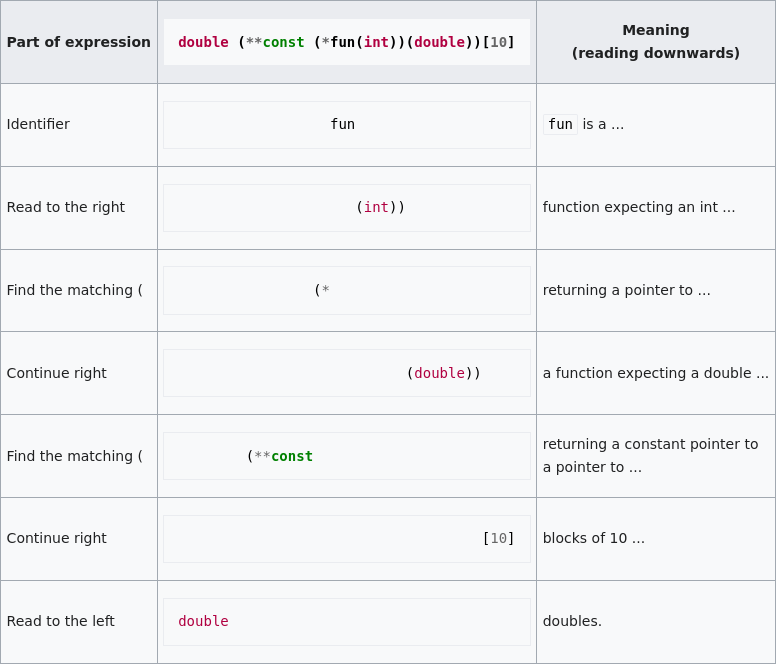 Part of expression double (**const (*fun(int))(double))[10] Meaning
(reading downwards)
Identifier fun fun is a ...
Read to the right (int)) function expecting an int ...
Find the matching ( (* returning a pointer to ...
Continue right (double)) a function expecting a double ...
Find the matching ( (**const returning a constant pointer to
a pointer to ...
Continue right [10] blocks of 10 ...
Read to the left double doubles.